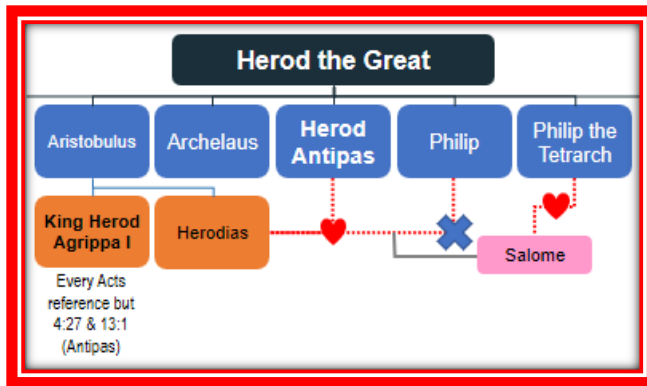 Herod the Great
Aristobulus
Archelaus
Herod
Antipas
Philip
Philip the
Tetrarch
King Herod
Agrippa I
Herodias
Salome
Every Acts
reference but
4:27 & 13:1
(Antipas)